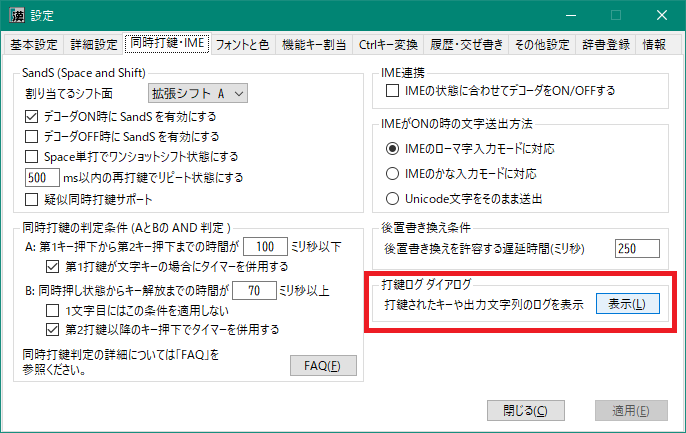 設定
基本設定 詳細設定 同時打鍵・IME フォントと色 機能キー割当 Ctrlキー変換 履歴・交ぜ書き その他設定 辞書登録 情報
SandS (Space and Shift)
割り当てるシフト面 拡張シフト A
デコーダON時に SandS を有効にする
デコーダOFF時に SandS を有効にする
Space単打でワンショットシフト状態にする
500 ms以内の再打鍵でリピート状態にする
疑似同時打鍵サポート
同時打鍵の判定条件 (AとBの AND 判定 )
A: 第1キー押下から第2キー押下までの時間が 100 ミリ秒以下
第1打鍵が文字キーの場合にタイマーを併用する
B: 同時押し状態からキー解放までの時間が 70 ミリ秒以上
1文字目にはこの条件を適用しない
第2打鍵以降のキー押下でタイマーを併用する
同時打鍵判定の詳細については「FAQ」を
参照ください。
FAQ(F)
IME連携
IMEの状態に合わせてデコーダをON/OFFする
IMEがONの時の文字送出方法
IMEのローマ字入力モードに対応
IMEのかな入力モードに対応
Unicode文字をそのまま送出
後置書き換え条件
後置書き換えを許容する遅延時間(ミリ秒) 250
打鍵ログ ダイアログ
打鍵されたキーや出力文字列のログを表示 表示(L)
閉じる(C) 適用(E)